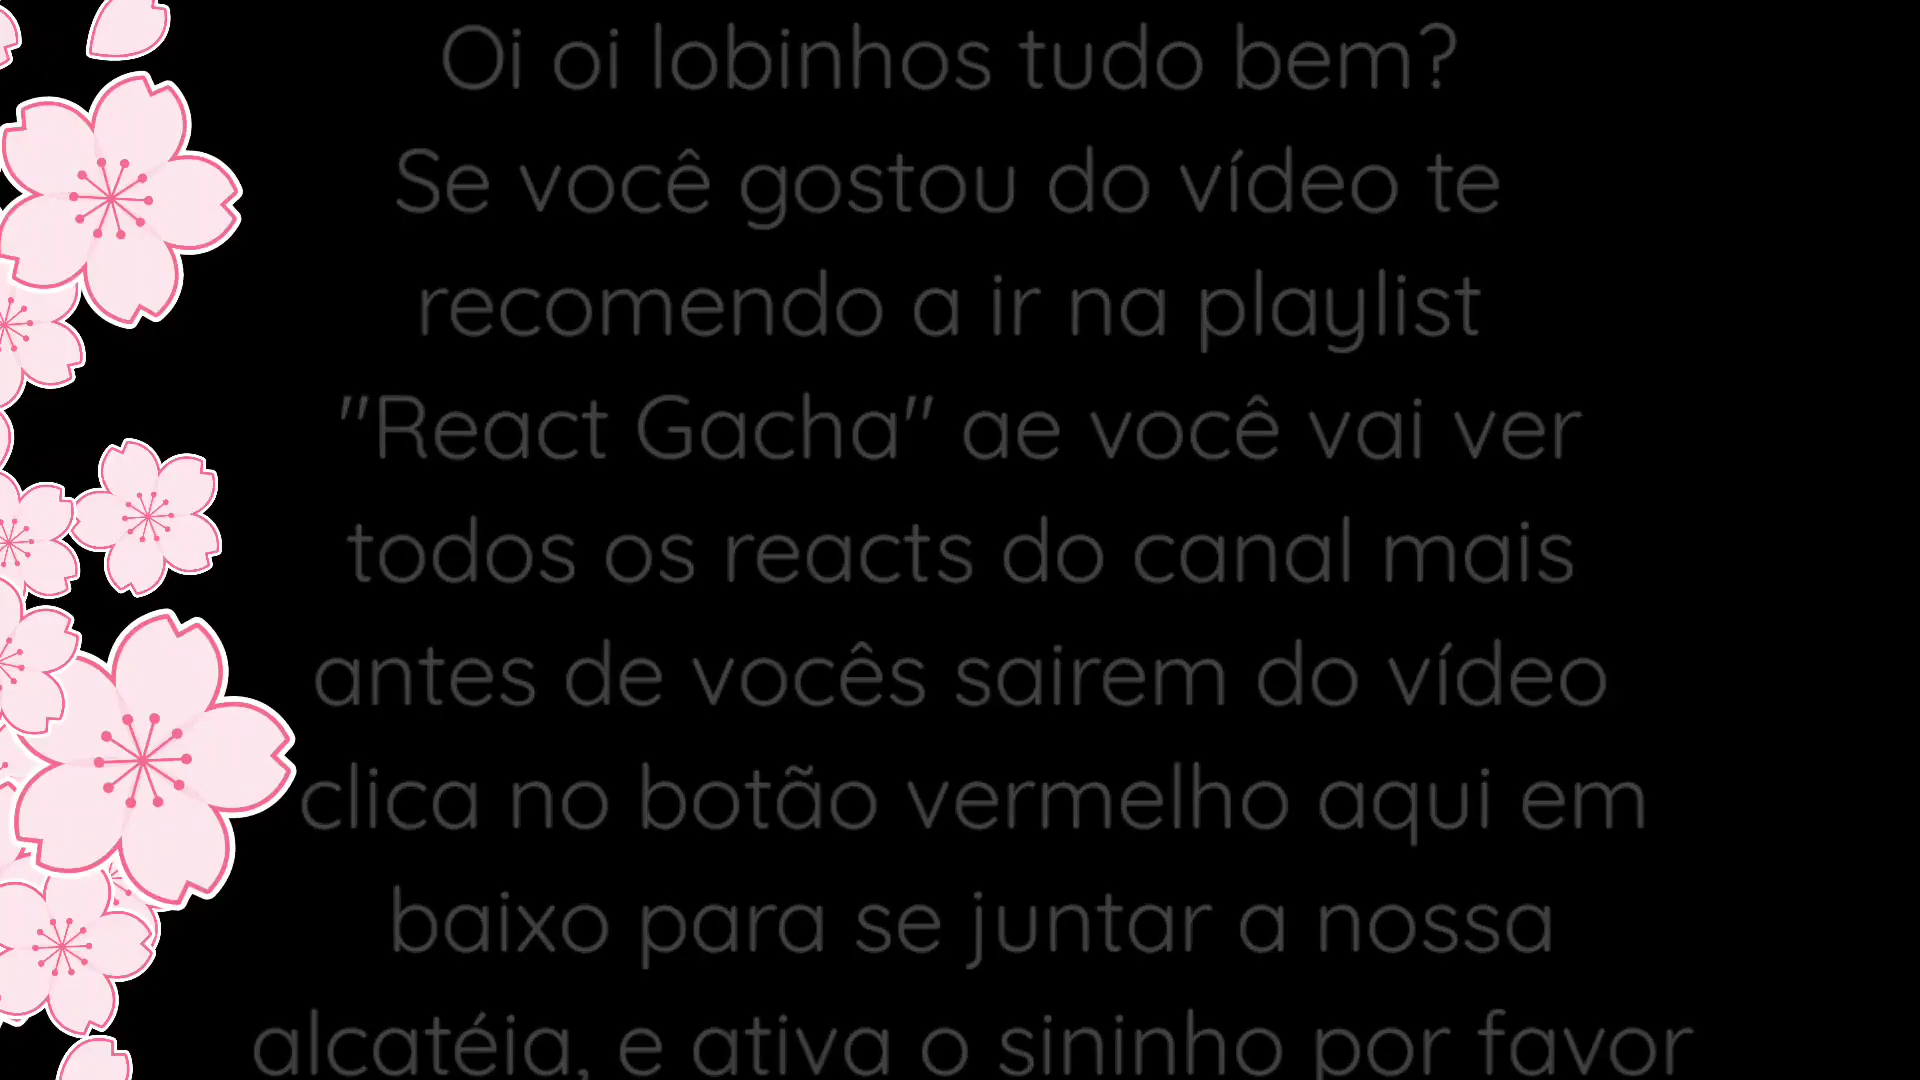 Oi oi lobinhos tudo bem?
Se você gostou do vídeo te
recomendo a ir na playlist
"React Gacha" ae você vai ver
todos os reacts do canal mais
antes de vocês sairem do vídeo
clica no botão vermelho aqui em
baixo para se juntar a nossa
alcatéia, e ativa o sininho por favor